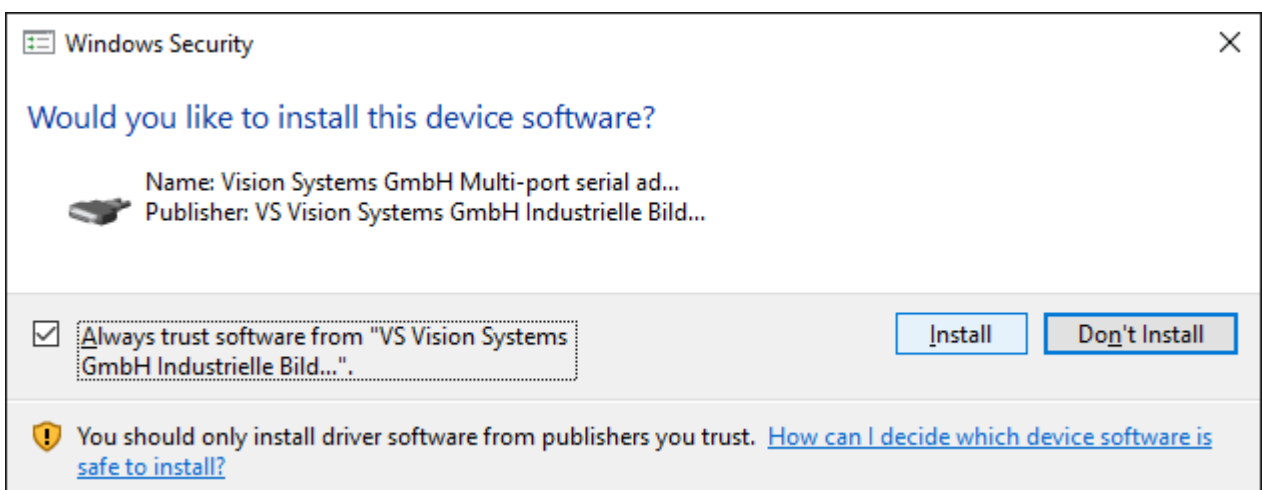 Windows Security
Would you like to install this device software?
Name: Vision Systems GmbH Multi-port serial ad...
Publisher: VS Vision Systems GmbH Industrielle Bild...
Always trust software from "VS Vision Systems
GmbH Industrielle Bild...".
Install
Don't Install
You should only install driver software from publishers you trust. How can I decide which device software is
safe to install?